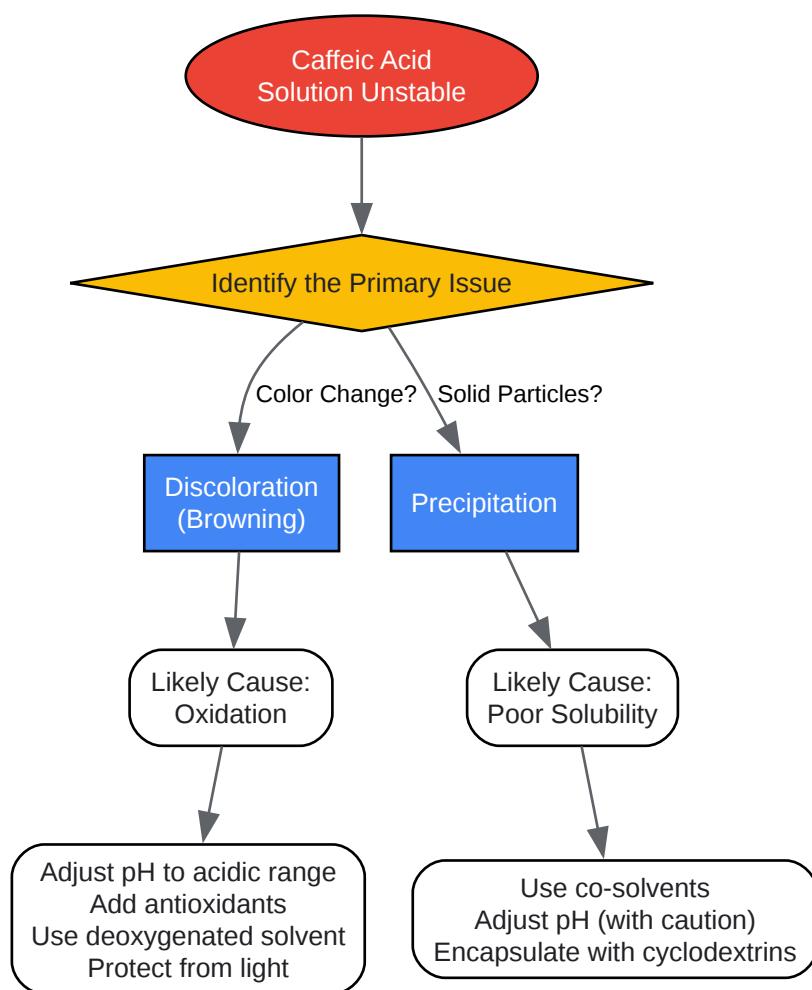 Caffeic Acid
Solution Unstable
Identify the Primary Issue
Color Change?
Solid Particles?
Discoloration
(Browning)
Precipitation
Likely Cause:
Oxidation
Likely Cause:
Poor Solubility
Adjust pH to acidic range
Add antioxidants
Use deoxygenated solvent
Protect from light
Use co-solvents
Adjust pH (with caution)
Encapsulate with cyclodextrins